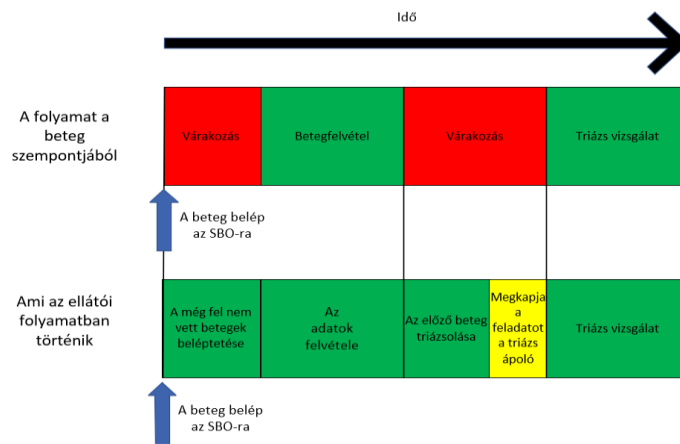 Idő
A folyamat a
beteg
szempontjából
Várakozás
Betegfelvétel
Várakozás
Triázs vizsgálat
A beteg belép
az SBO-ra
Ami az ellátói
folyamatban
történik
A még fel nem
vett betegek
beléptetése
Az
adatok
felvétele
Az előző beteg
triázsolása
Megkapja
a
feladatot
a triázs
ápoló
Triázs vizsgálat
A beteg belép
az SBO-ra